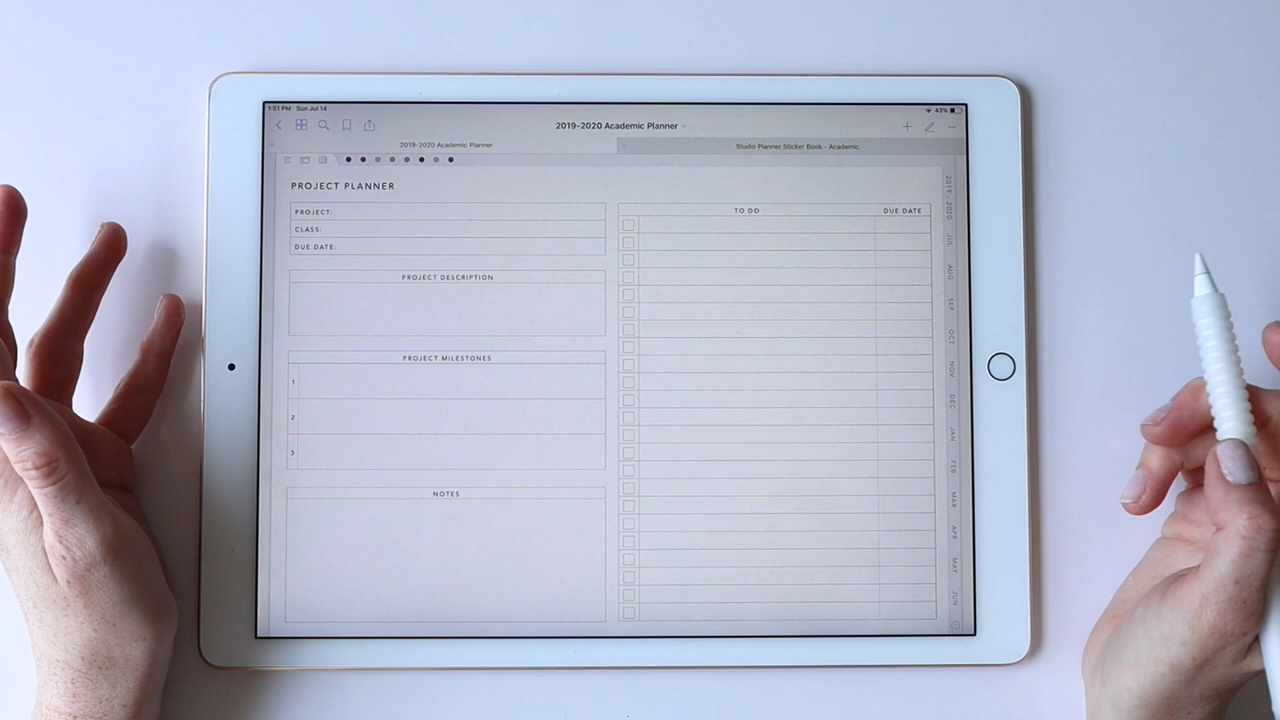 1:51 PM Sun Jul 14
43%
2019-2020 Academic Planner
2019-2020 Academic Planner
Studio Planner Sticker Book - Academic
PROJECT PLANNER
PROJECT:
CLASS:
DUE DATE:
PROJECT DESCRIPTION
PROJECT MILESTONES
1
2
3
NOTES
TO DO DUE DATE
2019 - 2020
JUL
AUG
SEP
OCT
NOV
DEC
JAN
FEB
MAR
APR
MAY
JUN